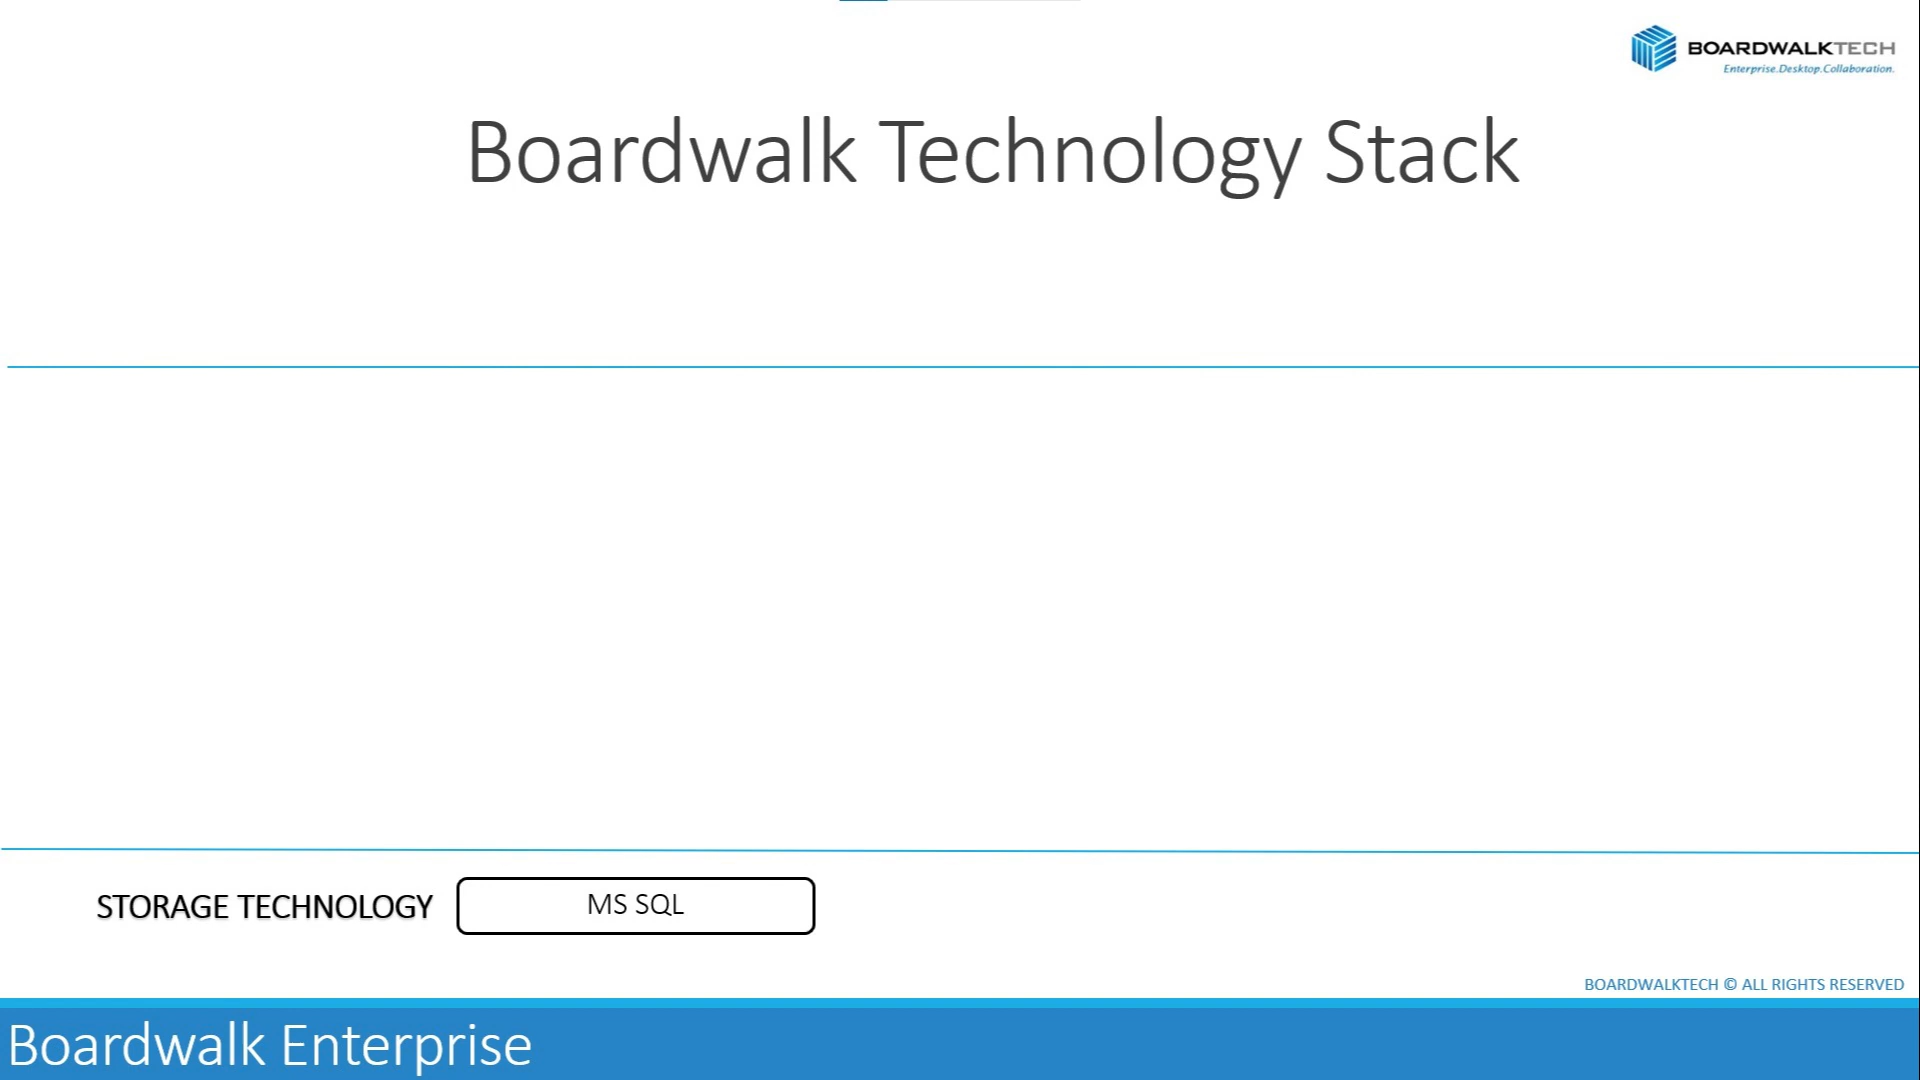 BOARDWALKTECH
Enterprise.Desktop.Collaboration.
Boardwalk Technology Stack
STORAGE TECHNOLOGY
MS SQL
BOARDWALKTECH © ALL RIGHTS RESERVED
Boardwalk Enterprise